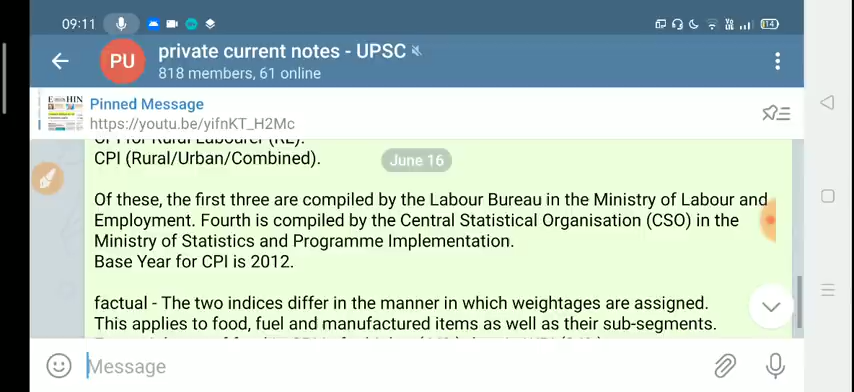 09:11
private current notes - UPSC
PU
818 members, 61 online
Pinned Message
https://youtu.be/yifnKT_H2Mc
June 16
CPI (Rural/Urban/Combined).
Of these, the first three are compiled by the Labour Bureau in the Ministry of Labour and
Employment. Fourth is compiled by the Central Statistical Organisation (CSO) in the
Ministry of Statistics and Programme Implementation.
Base Year for CPI is 2012.
factual - The two indices differ in the manner in which weightages are assigned.
This applies to food, fuel and manufactured items as well as their sub-segments.
Message